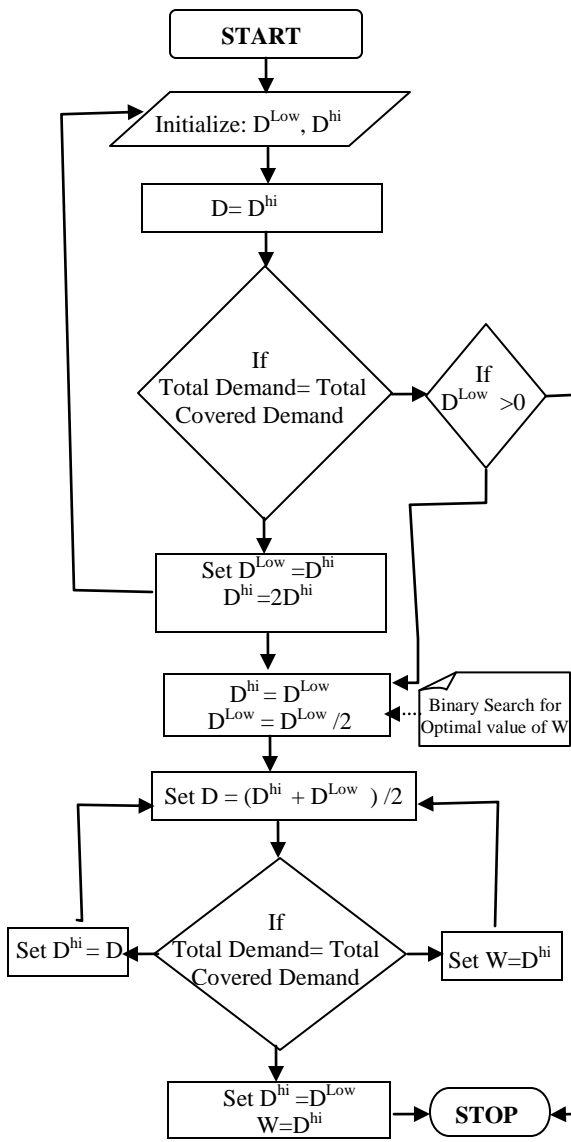 START
Initialize: D^Low, D^hi
D= D^hi
If
Total Demand= Total
Covered Demand
If
D^Low >0
Set D^Low =D^hi
D^hi =2D^hi
D^hi = D^Low
D^Low = D^Low /2
Binary Search for
Optimal value of W
Set D = (D^hi + D^Low ) /2
If
Total Demand= Total
Covered Demand
Set D^hi = D
Set W=D^hi
Set D^hi =D^Low
W=D^hi
STOP